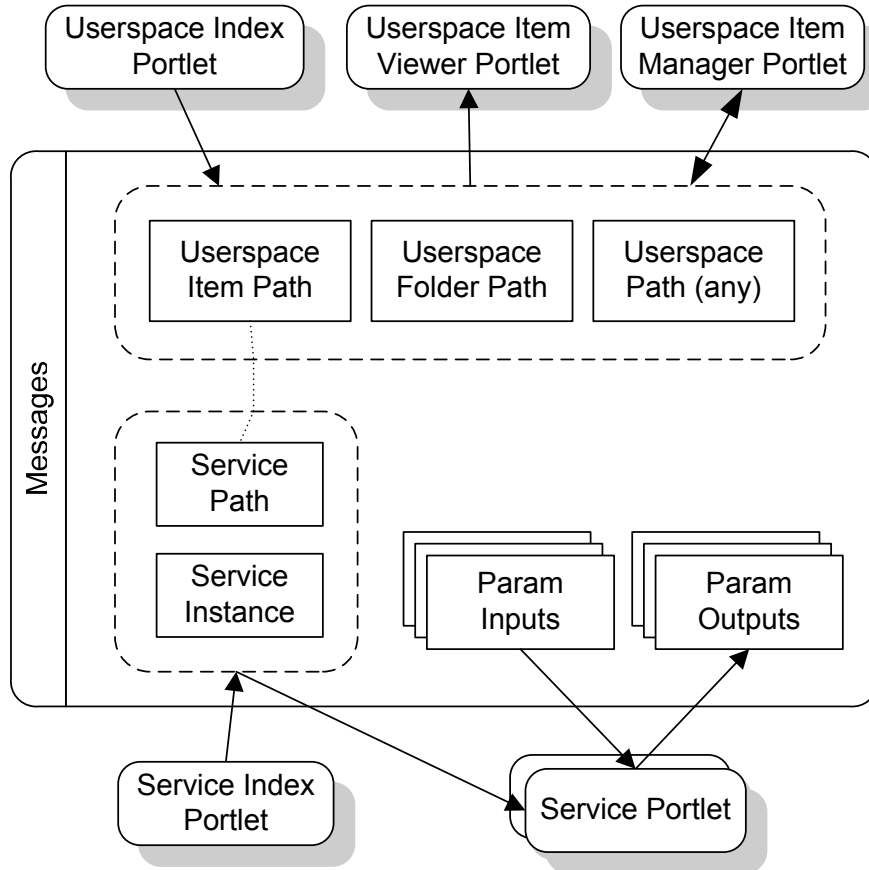 Userspace Index
Portlet
Userspace Item
Viewer Portlet
Userspace Item
Manager Portlet
Messages
Userspace
Item Path
Userspace
Folder Path
Userspace
Path (any)
Service
Path
Service
Instance
Param
Inputs
Param
Outputs
Service Index
Portlet
Service Portlet